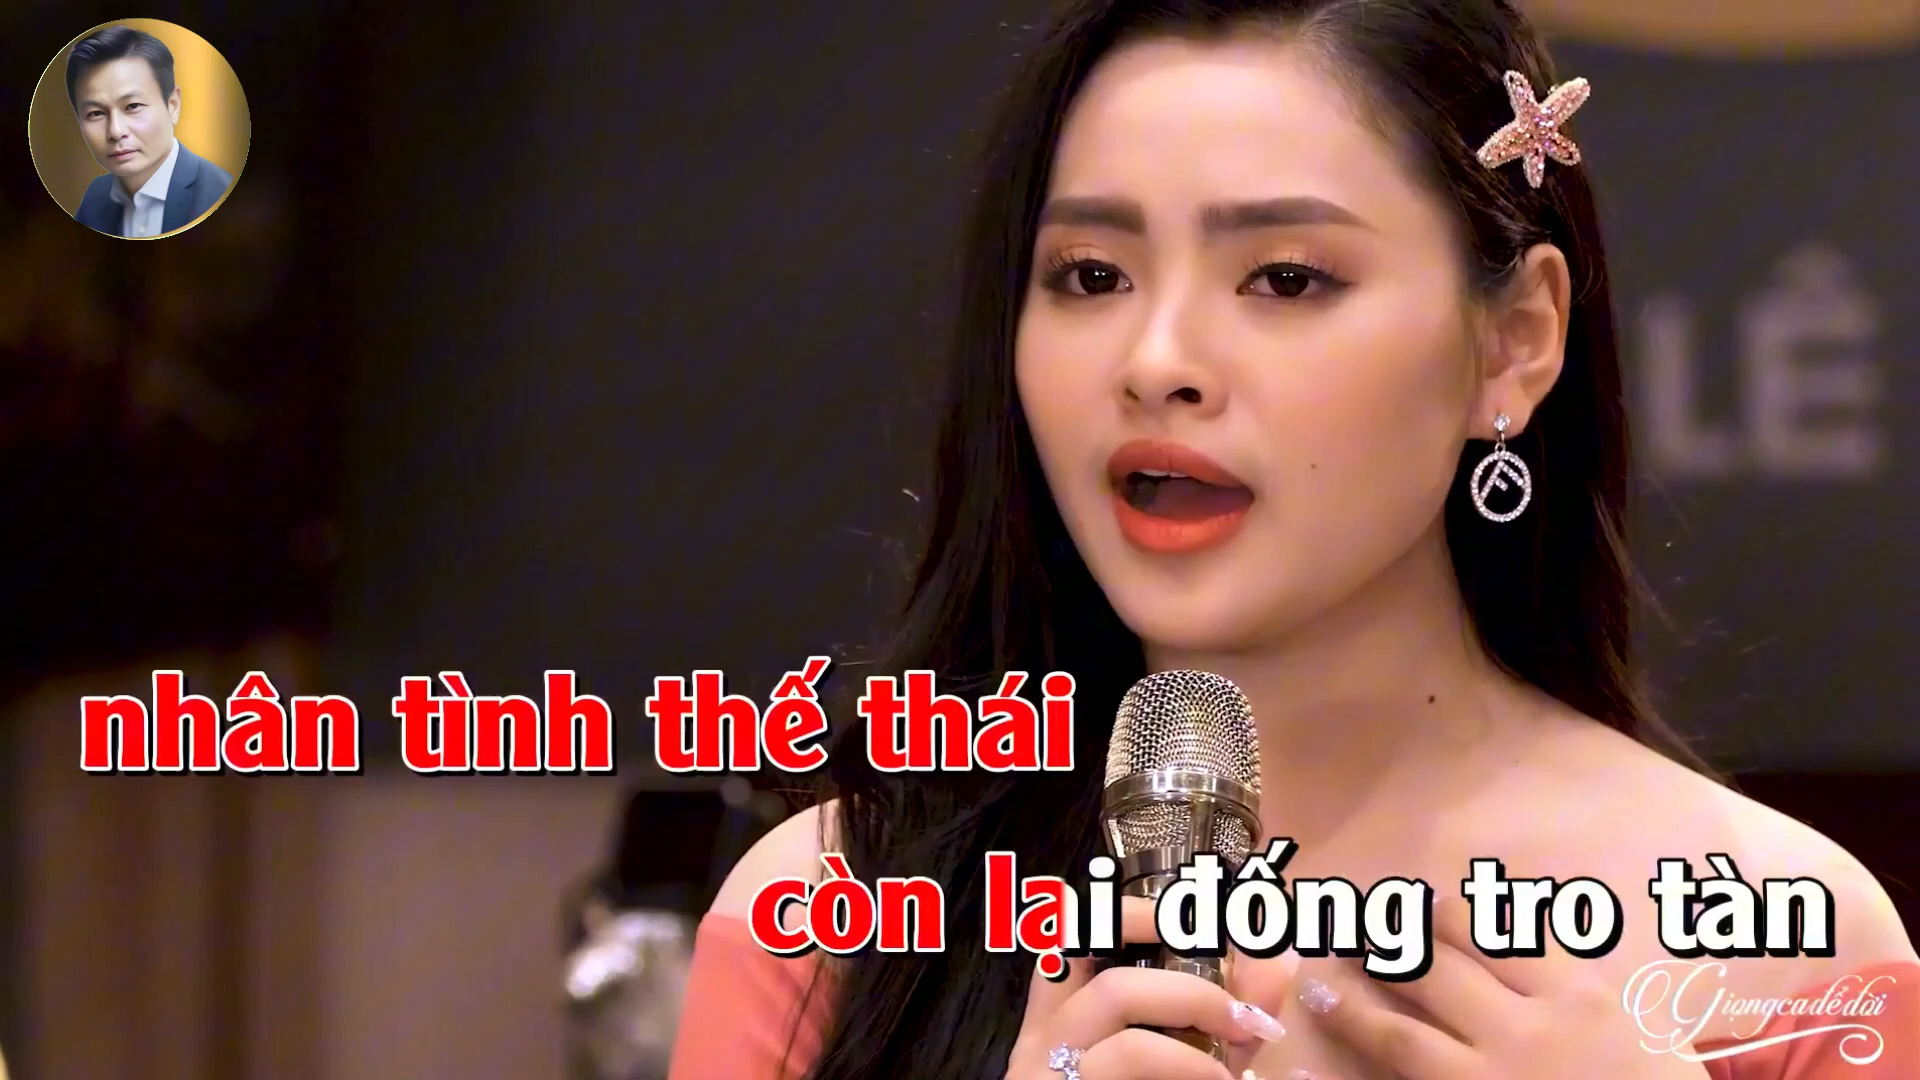 LÊ
nhân tình thế thái
còn lại đống tro tàn
Giọngcađểđời